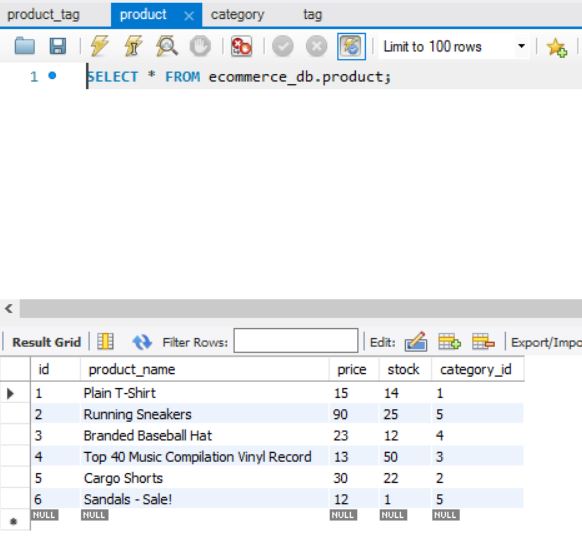 product_tag product category tag
Limit to 100 rows
1 SELECT * FROM ecommerce_db.product;
Result Grid Filter Rows: Edit: Export/Impo
id product_name price stock category_id
1 Plain T-Shirt 15 14 1
2 Running Sneakers 90 25 5
3 Branded Baseball Hat 23 12 4
4 Top 40 Music Compilation Vinyl Record 13 50 3
5 Cargo Shorts 30 22 2
6 Sandals - Sale! 12 1 5
NULL NULL NULL NULL NULL